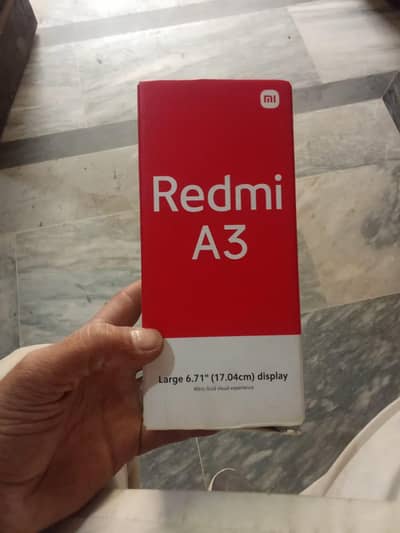 mi
Redmi
A3
Large 6.71" (17.04cm) display